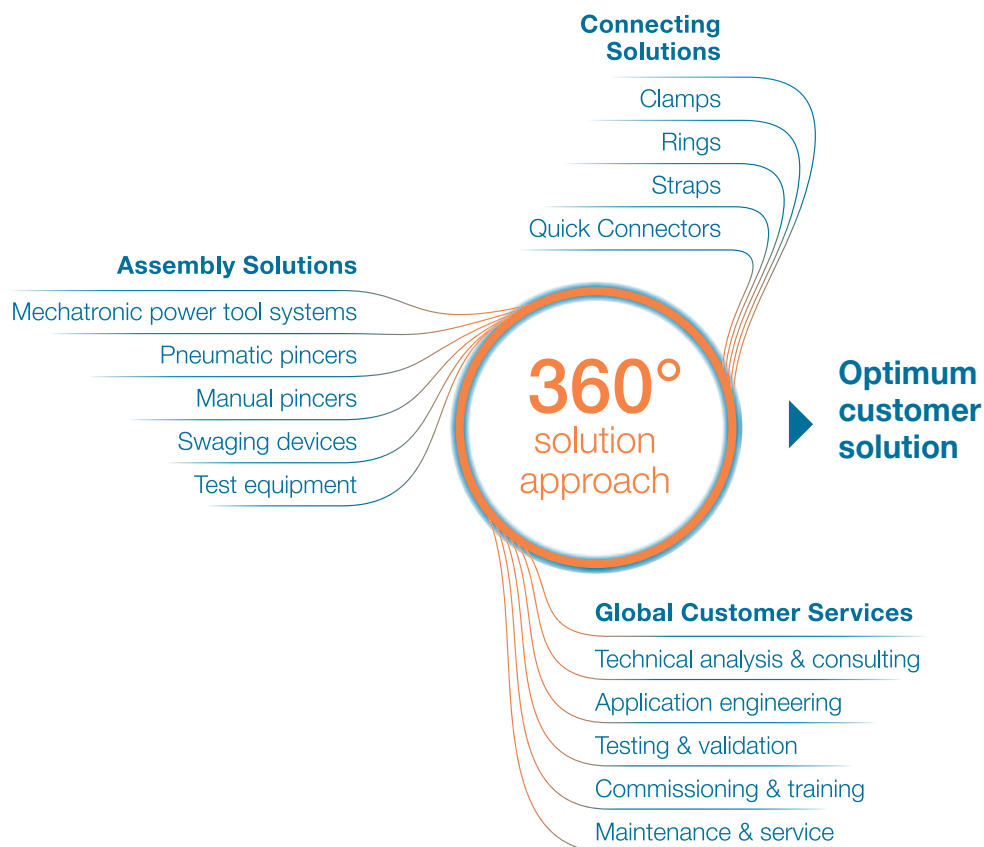 Connecting
Solutions
Clamps
Rings
Straps
Quick Connectors
Assembly Solutions
Mechatronic power tool systems
Pneumatic pincers
Manual pincers
Swaging devices
Test equipment
360°
solution
approach
Optimum
customer
solution
Global Customer Services
Technical analysis & consulting
Application engineering
Testing & validation
Commissioning & training
Maintenance & service